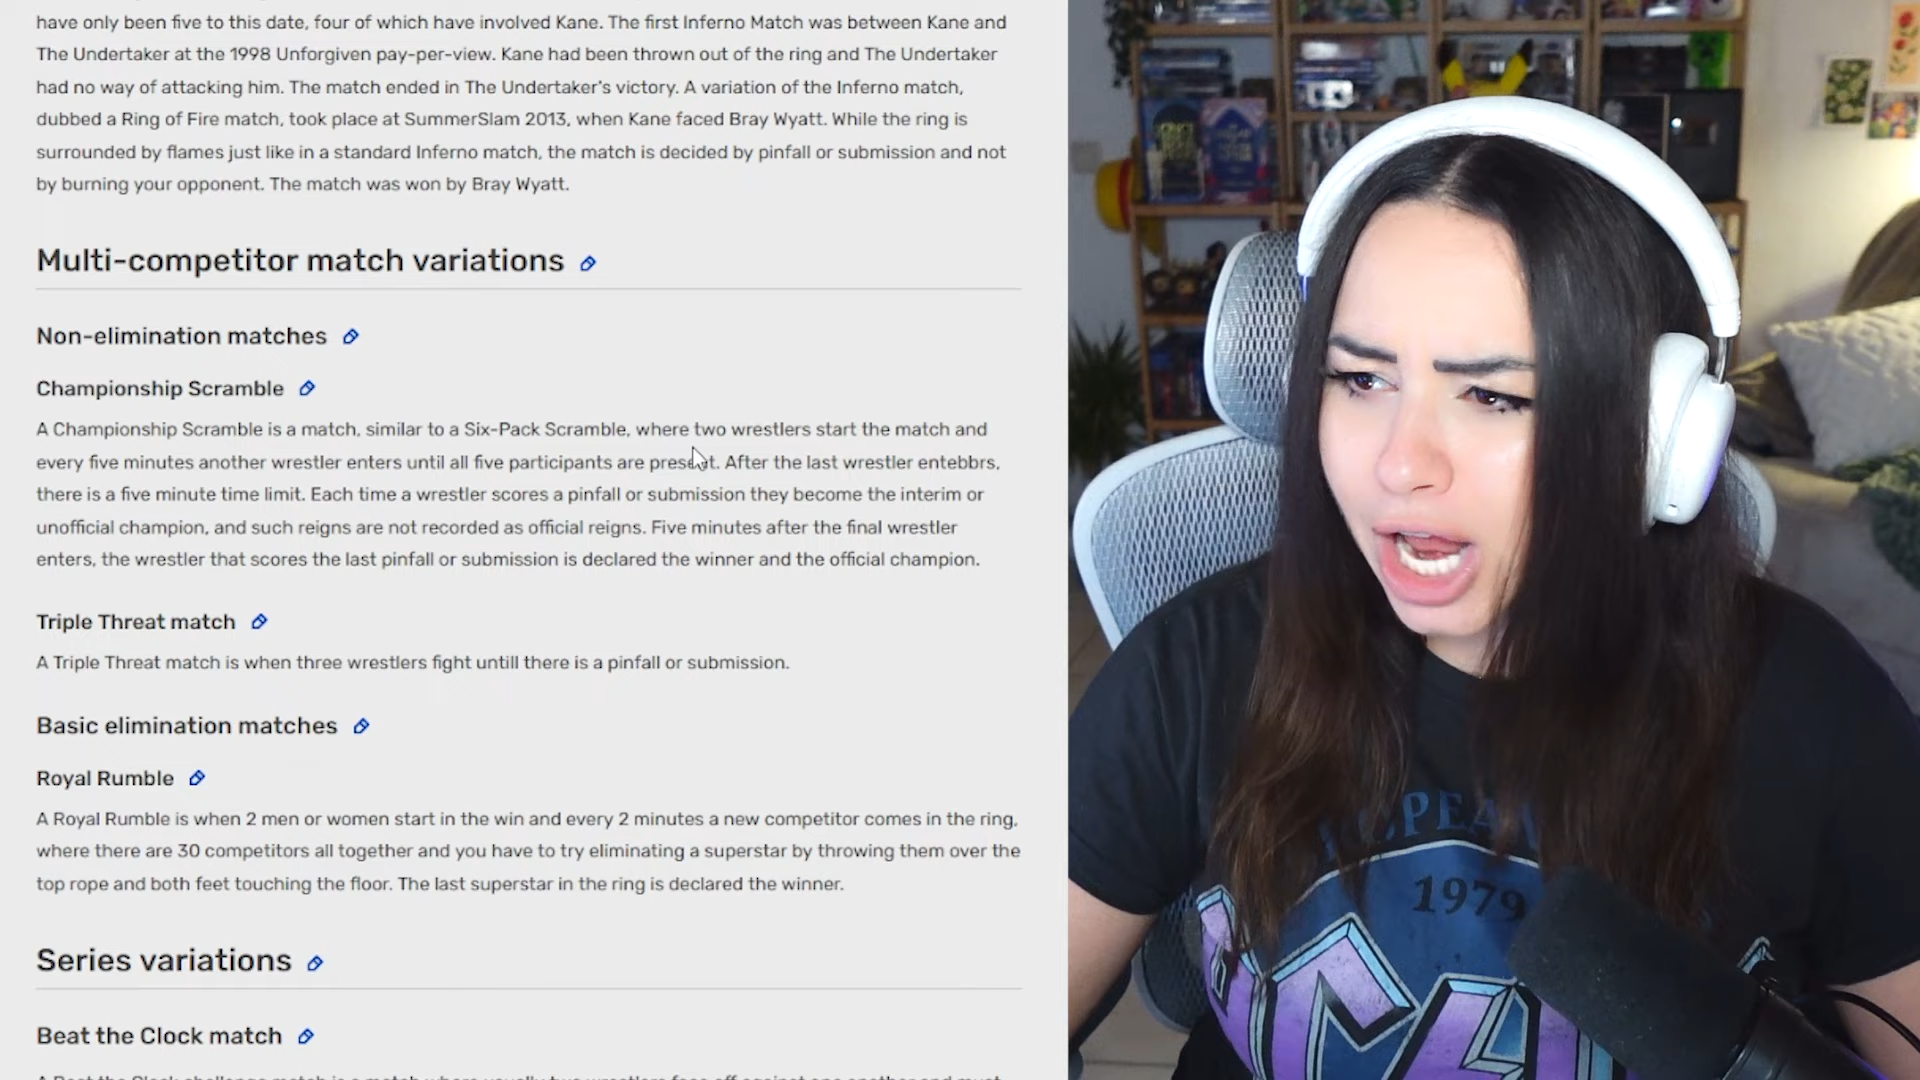 have only been five to this date, four of which have involved Kane. The first Inferno Match was between Kane and
The Undertaker at the 1998 Unforgiven pay-per-view. Kane had been thrown out of the ring and The Undertaker
had no way of attacking him. The match ended in The Undertaker's victory. A variation of the Inferno match,
dubbed a Ring of Fire match, took place at SummerSlam 2013, when Kane faced Bray Wyatt. While the ring is
surrounded by flames just like in a standard Inferno match, the match is decided by pinfall or submission and not
by burning your opponent. The match was won by Bray Wyatt.
Multi-competitor match variations
Non-elimination matches
Championship Scramble
A Championship Scramble is a match, similar to a Six-Pack Scramble, where two wrestlers start the match and
every five minutes another wrestler enters until all five participants are present. After the last wrestler entebbrs,
there is a five minute time limit. Each time a wrestler scores a pinfall or submission they become the interim or
unofficial champion, and such reigns are not recorded as official reigns. Five minutes after the final wrestler
enters, the wrestler that scores the last pinfall or submission is declared the winner and the official champion.
Triple Threat match
A Triple Threat match is when three wrestlers fight untill there is a pinfall or submission.
Basic elimination matches
Royal Rumble
A Royal Rumble is when 2 men or women start in the win and every 2 minutes a new competitor comes in the ring,
where there are 30 competitors all together and you have to try eliminating a superstar by throwing them over the
top rope and both feet touching the floor. The last superstar in the ring is declared the winner.
Series variations
Beat the Clock match
1979